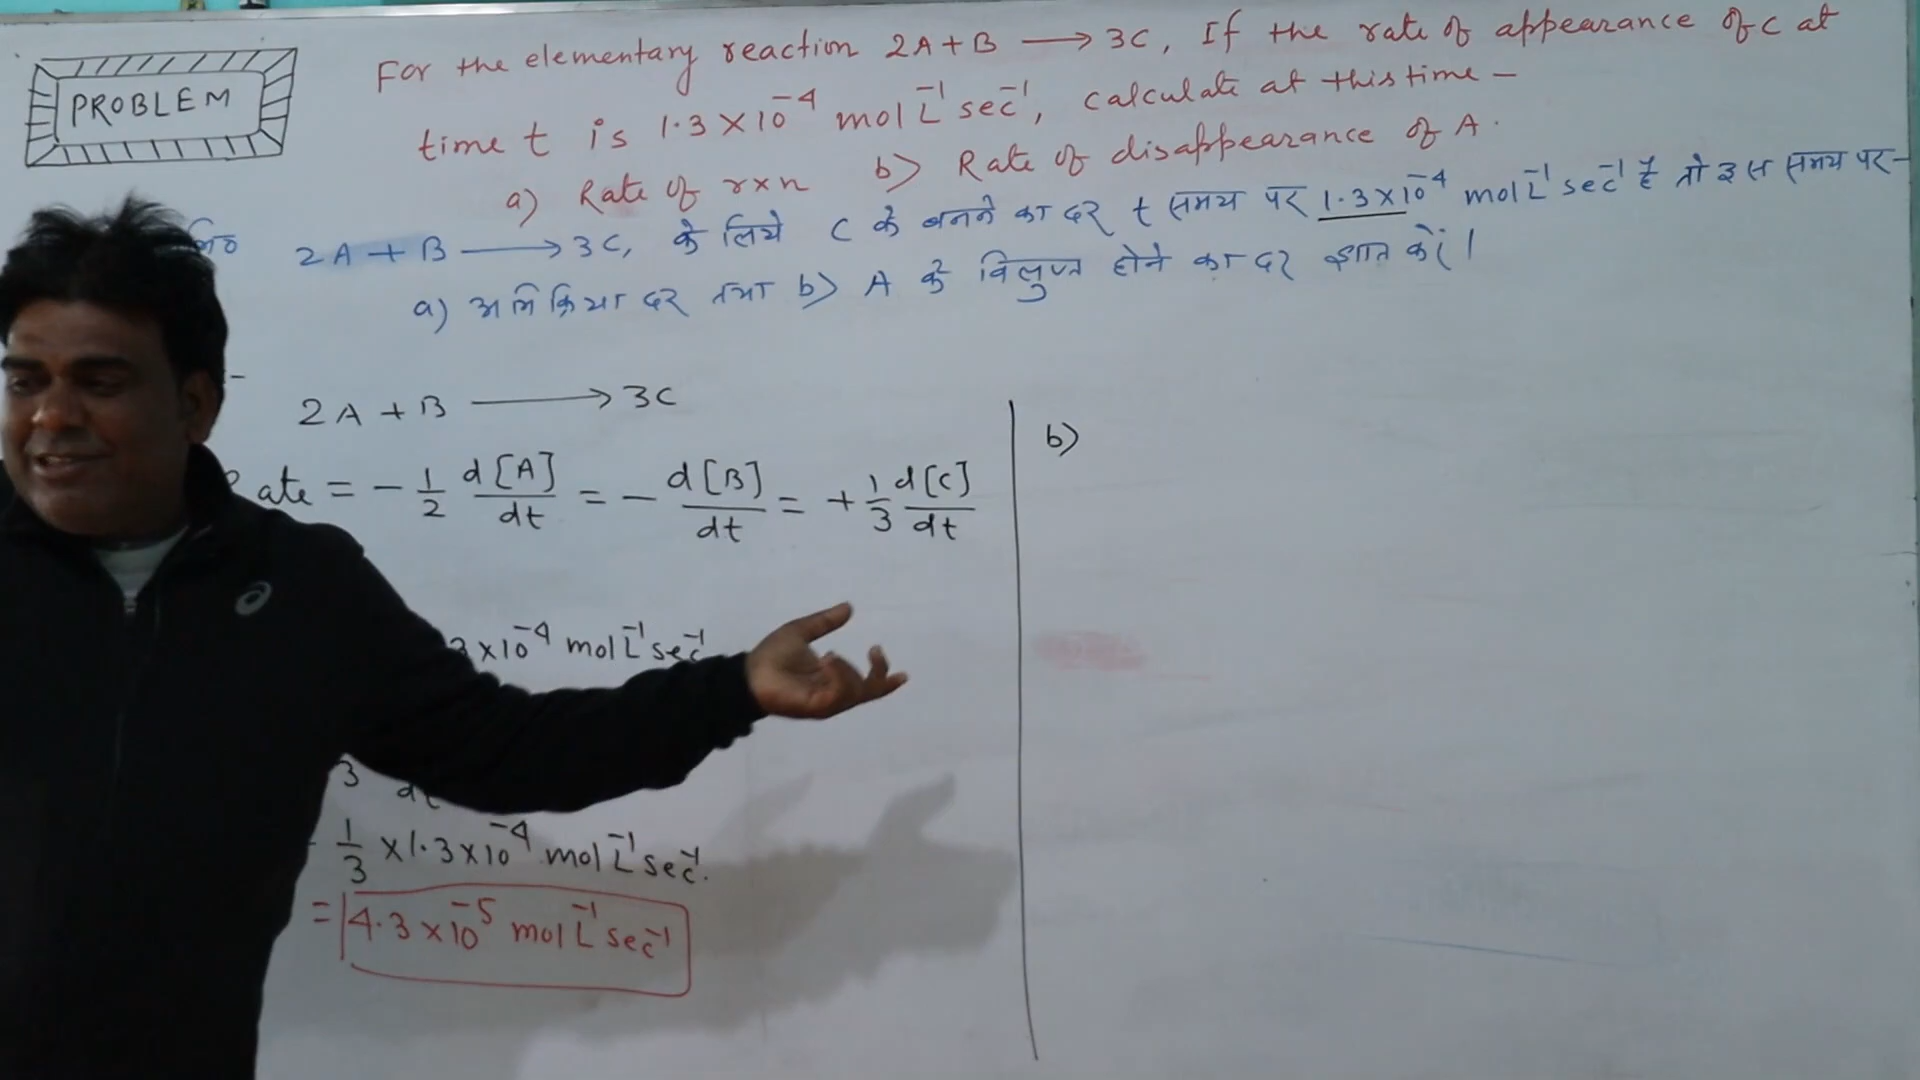 PROBLEM
For the elementary reaction 2A + B ⟶ 3C, If the rate of appearance of C at
time t is 1.3 × 10⁻⁴ mol L⁻¹ sec⁻¹, calculate at this time –
a) Rate of rxn b) Rate of disappearance of A.
2A + B ⟶ 3C, के लिये C के बनने का दर t समय पर 1.3×10⁻⁴ mol L⁻¹ sec⁻¹ है तो इस समय पर–
a) अभिक्रिया दर तथा b) A के विलुप्त होने का दर ज्ञात करें।
2A + B ⟶ 3C
Rate = - 1/2 d[A]/dt = - d[B]/dt = + 1/3 d[C]/dt
3 × 10⁻⁴ mol L⁻¹ sec⁻¹
3 dt
1/3 × 1.3 × 10⁻⁴ mol L⁻¹ sec⁻¹.
= 4.3 × 10⁻⁵ mol L⁻¹ sec⁻¹
b)